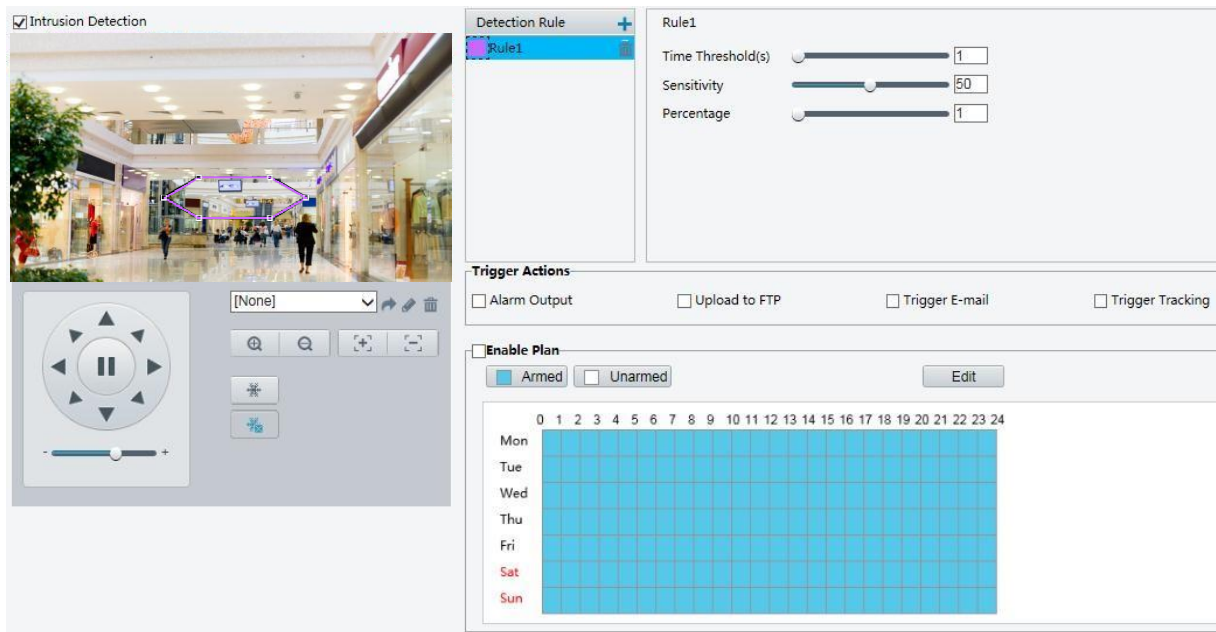 Intrusion Detection
Detection Rule
Rule1
Rule1
Time Threshold(s) 1
Sensitivity 50
Percentage 1
Trigger Actions
Alarm Output Upload to FTP Trigger E-mail Trigger Tracking
[None]
Enable Plan
Armed Unarmed Edit
- +
0 1 2 3 4 5 6 7 8 9 10 11 12 13 14 15 16 17 18 19 20 21 22 23 24
Mon
Tue
Wed
Thu
Fri
Sat
Sun